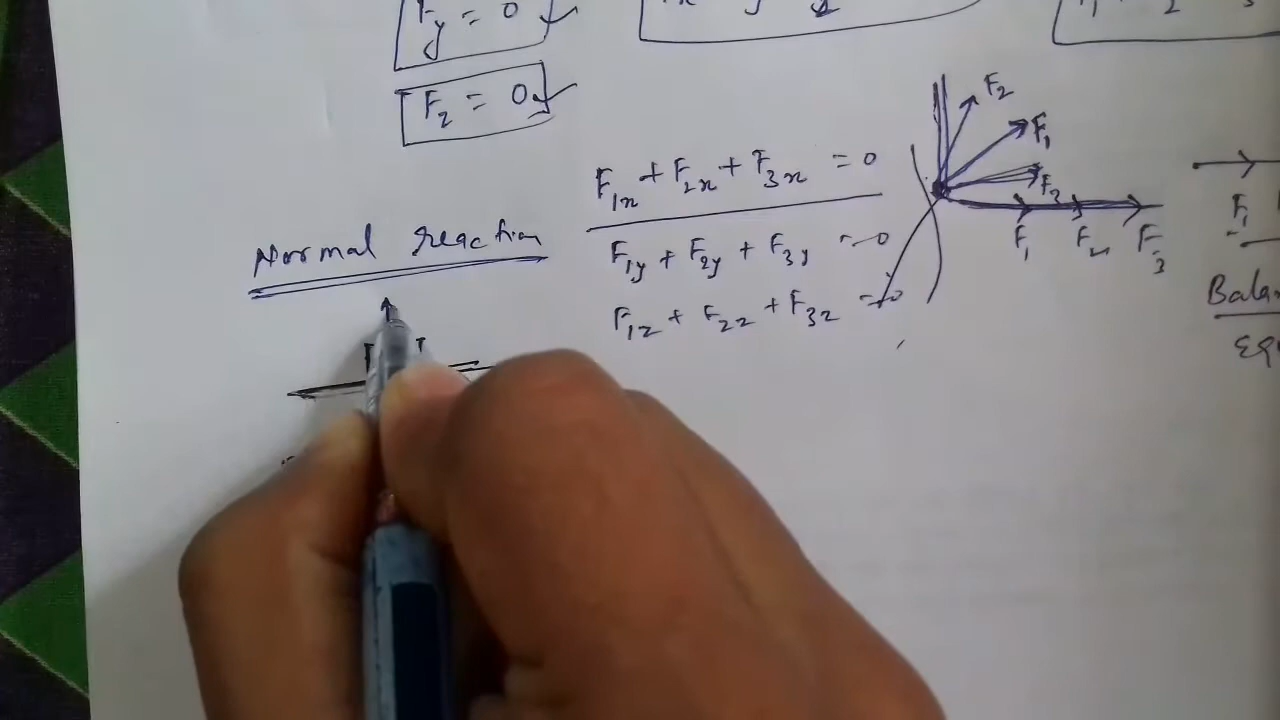 Fy = 0
Fz = 0
F1x + F2x + F3x = 0
F1y + F2y + F3y = 0
F1z + F2z + F3z = 0
Normal reaction
F2
F1
F3
F1 F2 F3
F1